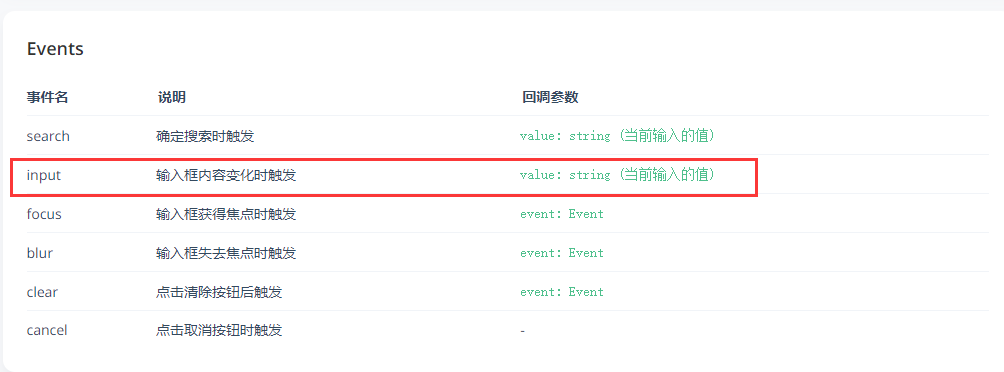 Events
事件名 说明 回调参数
search 确定搜索时触发 value: string (当前输入的值)
input 输入框内容变化时触发 value: string (当前输入的值)
focus 输入框获得焦点时触发 event: Event
blur 输入框失去焦点时触发 event: Event
clear 点击清除按钮后触发 event: Event
cancel 点击取消按钮时触发 -